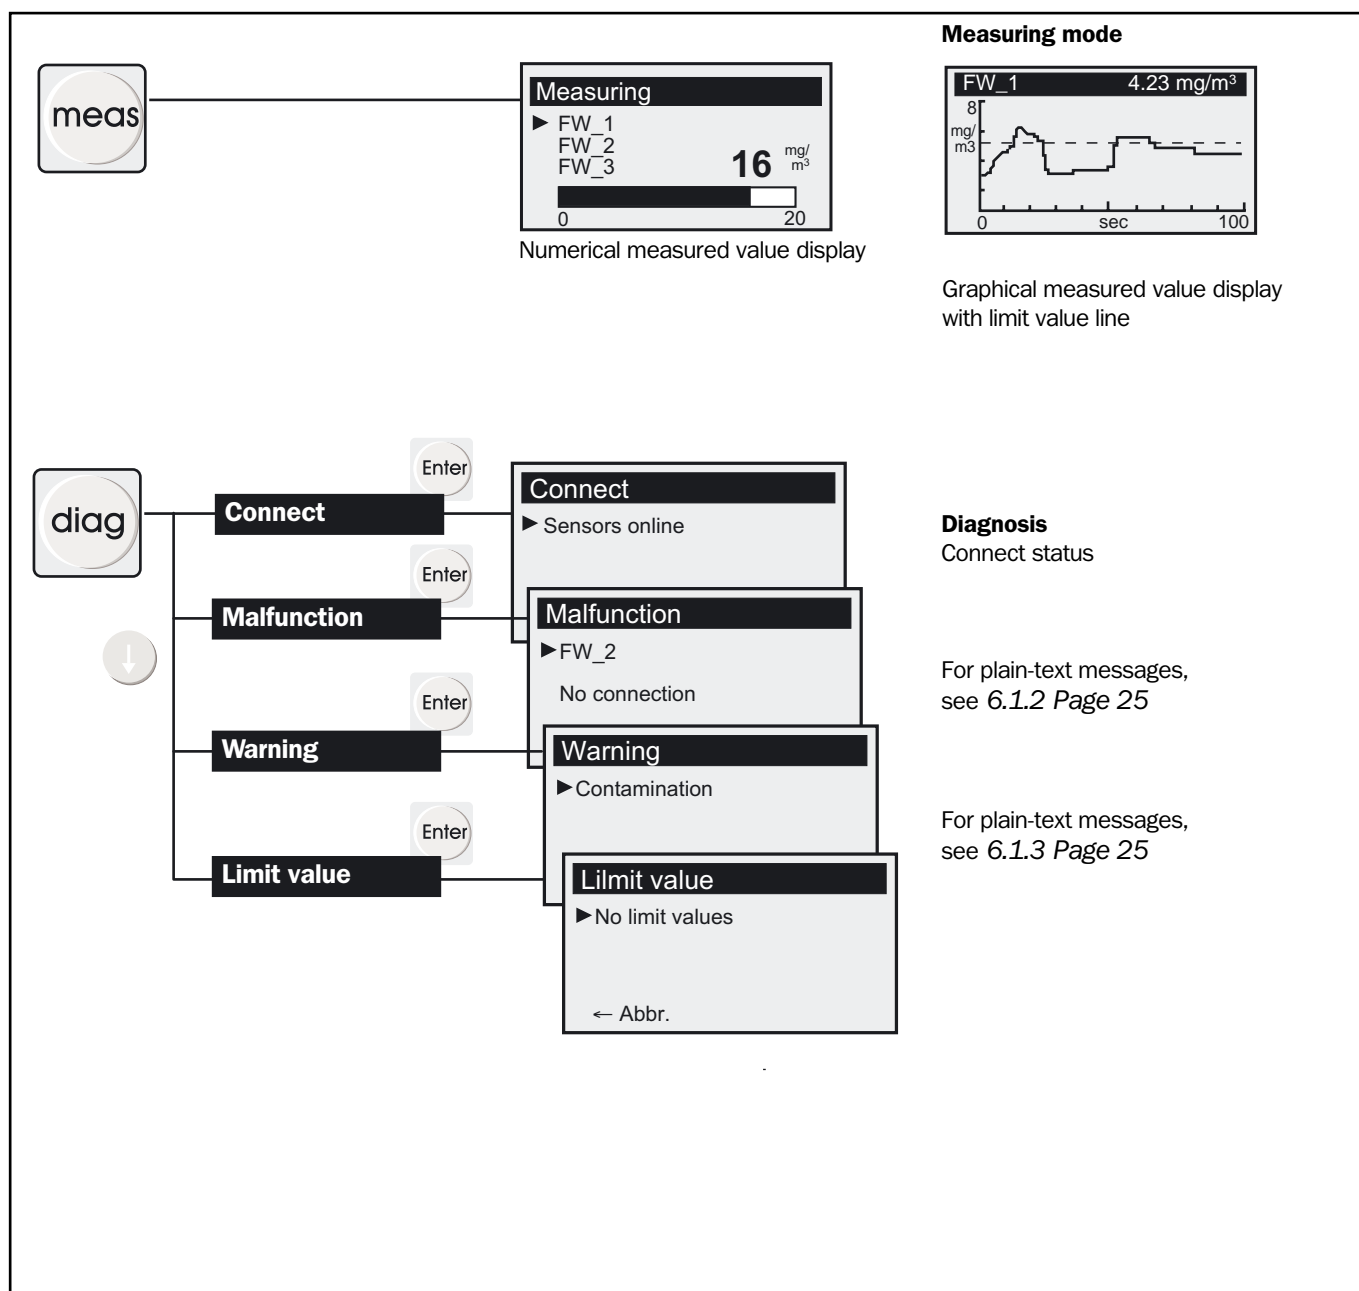 Measuring mode
meas
Measuring
FW_1
FW_2
FW_3
16 mg/
m³
0 20
Numerical measured value display
FW_1 4.23 mg/m³
8
mg/
m3
0 sec 100
Graphical measured value display
with limit value line
diag
Connect
Enter
Connect
Sensors online
Diagnosis
Connect status
Malfunction
Enter
Malfunction
FW_2
No connection
For plain-text messages,
see 6.1.2 Page 25
Warning
Enter
Warning
Contamination
For plain-text messages,
see 6.1.3 Page 25
Limit value
Enter
Lilmit value
No limit values
← Abbr.